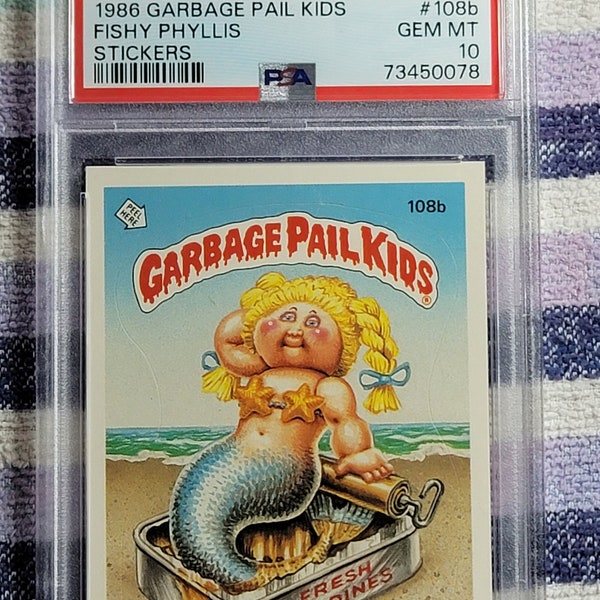 1986 GARBAGE PAIL KIDS #108b
FISHY PHYLLIS GEM MT
STICKERS 10
PSA 73450078
PEEL HERE
108b
GARBAGE PAIL KIDS®
FRESH